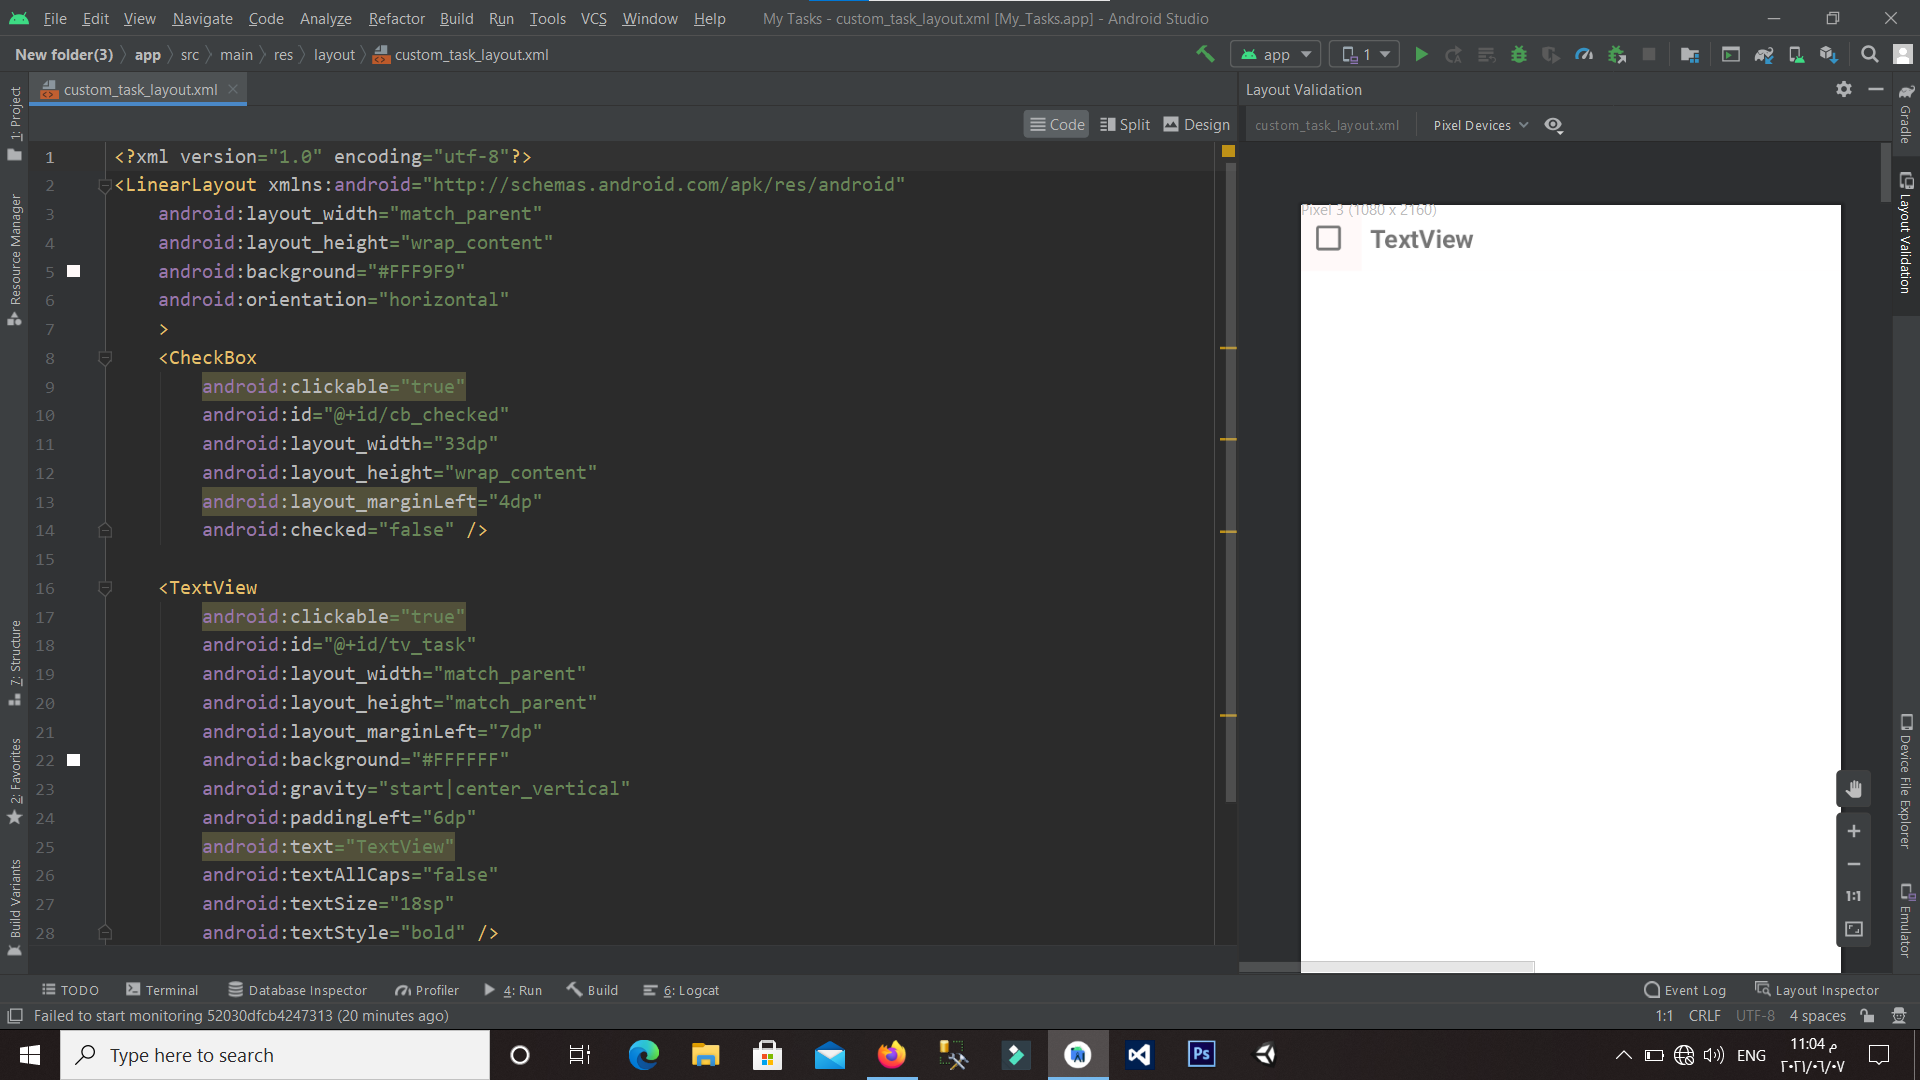 File Edit View Navigate Code Analyze Refactor Build Run Tools VCS Window Help My Tasks - custom_task_layout.xml [My_Tasks.app] - Android Studio
New folder(3) app src main res layout custom_task_layout.xml app 1
custom_task_layout.xml Layout Validation
Code Split Design custom_task_layout.xml Pixel Devices
1 <?xml version="1.0" encoding="utf-8"?>
2 <LinearLayout xmlns:android="http://schemas.android.com/apk/res/android"
3 android:layout_width="match_parent"
4 android:layout_height="wrap_content"
5 android:background="#FFF9F9"
6 android:orientation="horizontal"
7 >
8 <CheckBox
9 android:clickable="true"
10 android:id="@+id/cb_checked"
11 android:layout_width="33dp"
12 android:layout_height="wrap_content"
13 android:layout_marginLeft="4dp"
14 android:checked="false" />
15
16 <TextView
17 android:clickable="true"
18 android:id="@+id/tv_task"
19 android:layout_width="match_parent"
20 android:layout_height="match_parent"
21 android:layout_marginLeft="7dp"
22 android:background="#FFFFFF"
23 android:gravity="start|center_vertical"
24 android:paddingLeft="6dp"
25 android:text="TextView"
26 android:textAllCaps="false"
27 android:textSize="18sp"
28 android:textStyle="bold" />
Pixel 3 (1080 x 2160)
TextView
1:1
1: Project
Resource Manager
7: Structure
2: Favorites
Build Variants
Gradle
Layout Validation
Device File Explorer
Emulator
TODO Terminal Database Inspector Profiler 4: Run Build 6: Logcat Event Log Layout Inspector
Failed to start monitoring 52030dfcb4247313 (20 minutes ago) 1:1 CRLF UTF-8 4 spaces
Type here to search Ps ENG 11:04 م
٢٠٢١/٠٦/٠٧